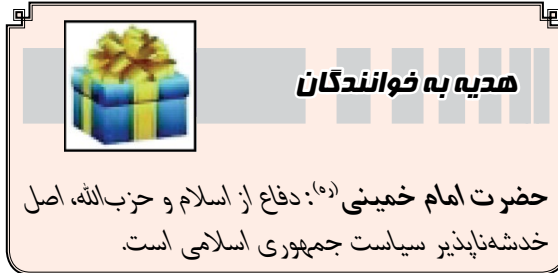 هدیه به خوانندگان
حضرت امام خمینی(ره): دفاع از اسلام و حزب‌الله، اصل
خدشه‌ناپذیر سیاست جمهوری اسلامی است.